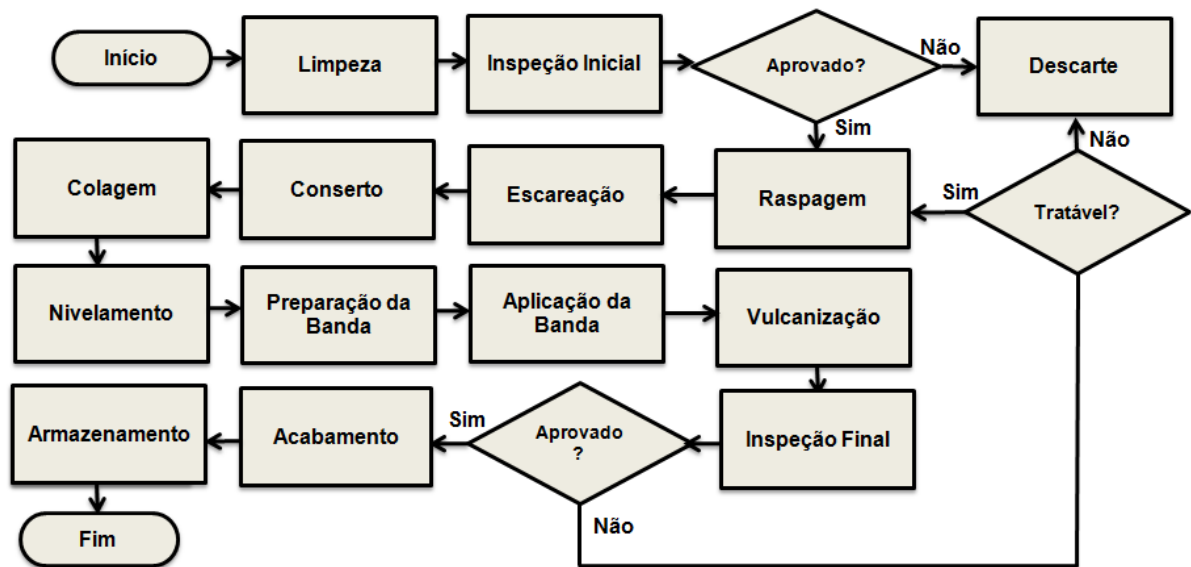 Início
Limpeza
Inspeção Inicial
Aprovado?
Não
Descarte
Sim
Não
Colagem
Conserto
Escareação
Raspagem
Sim
Tratável?
Nivelamento
Preparação da
Banda
Aplicação da
Banda
Vulcanização
Armazenamento
Acabamento
Sim
Aprovado
?
Inspeção Final
Não
Fim